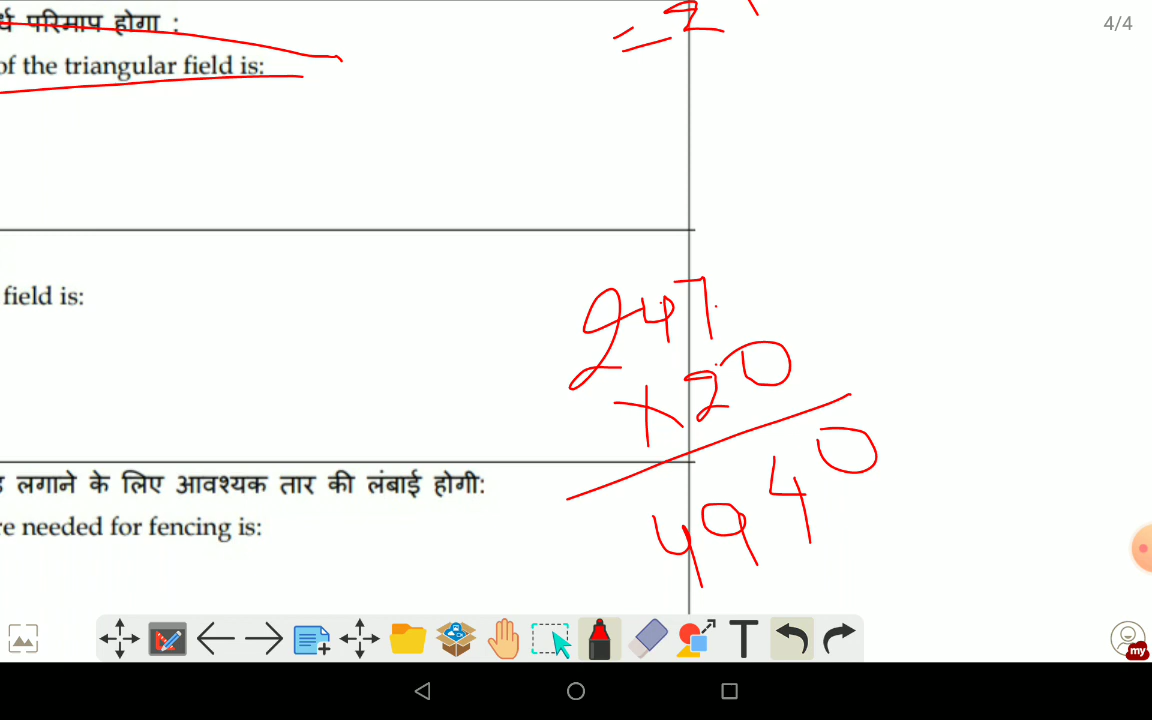 र्ध परिमाप होगा :
= 2
4/4
of the triangular field is:
field is:
247
×20
4940
लगाने के लिए आवश्यक तार की लंबाई होगी:
re needed for fencing is:
T
my